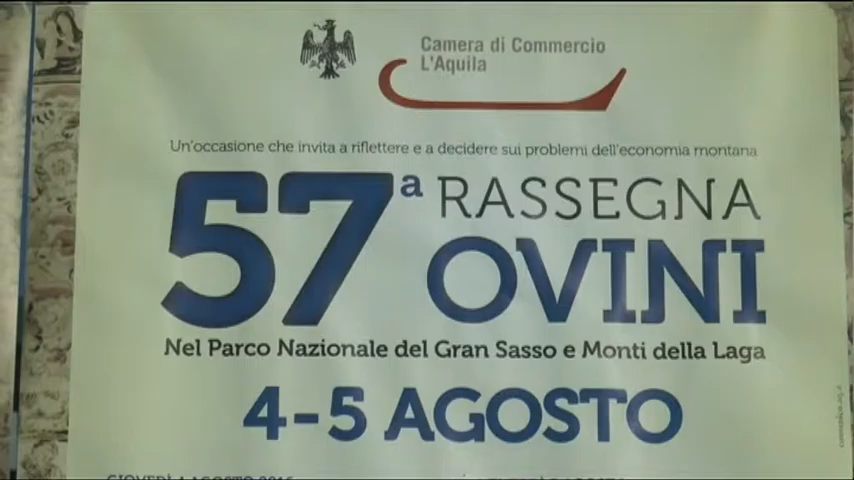 Camera di Commercio
L'Aquila
Un'occasione che invita a riflettere e a decidere sui problemi dell'economia montana
57a RASSEGNA
OVINI
Nel Parco Nazionale del Gran Sasso e Monti della Laga
4-5 AGOSTO